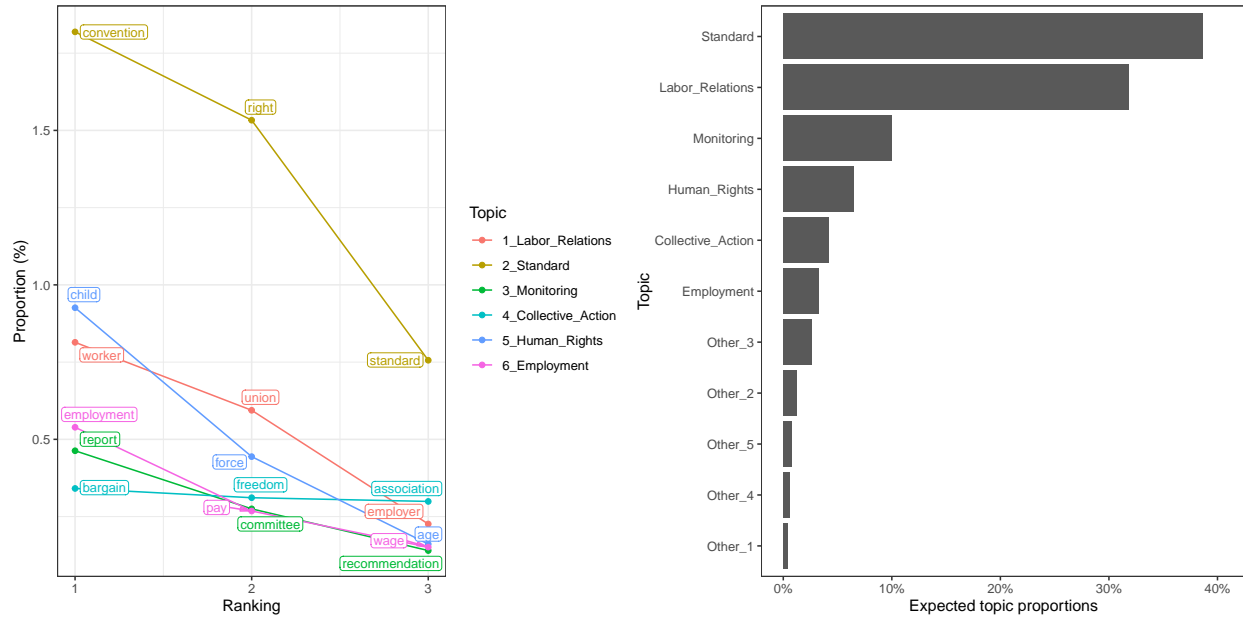 Proportion (%)
1.5
1.0
0.5
convention
right
standard
child
worker
union
employment
report
force
bargain
freedom
association
pay
employer
committee
age
wage
recommendation
1
2
3
Ranking
Topic
1_Labor_Relations
2_Standard
3_Monitoring
4_Collective_Action
5_Human_Rights
6_Employment
Topic
Standard
Labor_Relations
Monitoring
Human_Rights
Collective_Action
Employment
Other_3
Other_2
Other_5
Other_4
Other_1
0%
10%
20%
30%
40%
Expected topic proportions